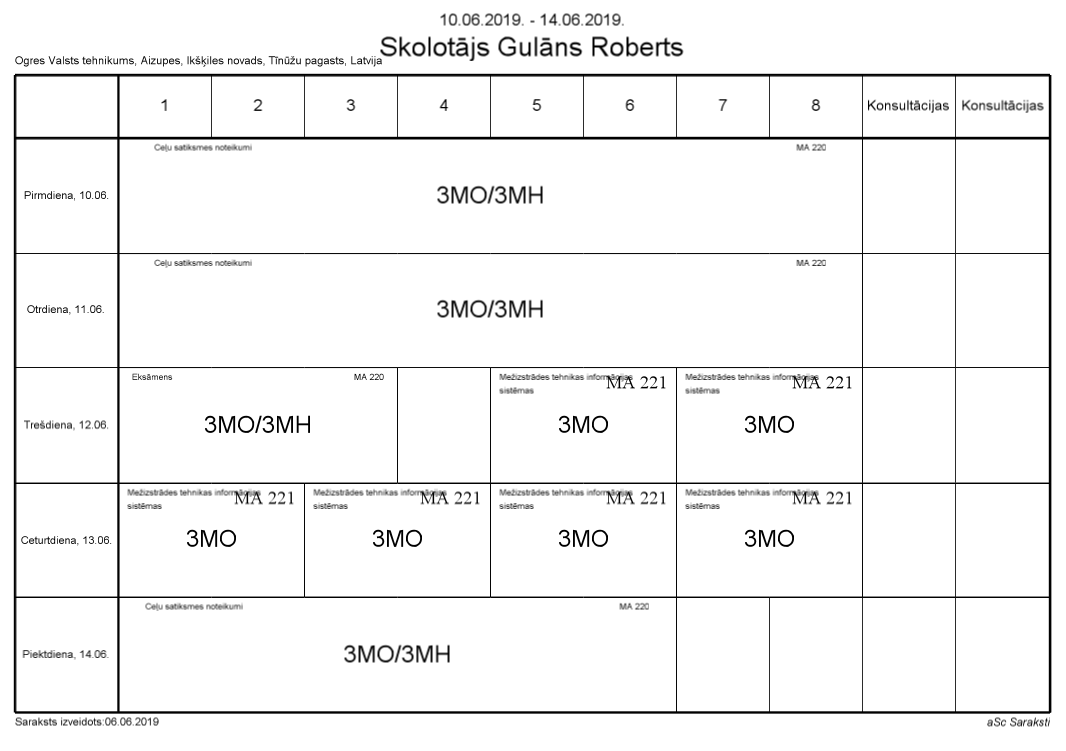 10.06.2019. - 14.06.2019.
Skolotājs Gulāns Roberts
Ogres Valsts tehnikums, Aizupes, Ikšķiles novads, Tīnūžu pagasts, Latvija
1 2 3 4 5 6 7 8 Konsultācijas Konsultācijas
Pirmdiena, 10.06.
Ceļu satiksmes noteikumi MA 220
3MO/3MH
Otrdiena, 11.06.
Ceļu satiksmes noteikumi MA 220
3MO/3MH
Trešdiena, 12.06.
Eksāmens MA 220
3MO/3MH
Mežizstrādes tehnikas informācijas MA 221
sistēmas
3MO
Mežizstrādes tehnikas informācijas MA 221
sistēmas
3MO
Ceturtdiena, 13.06.
Mežizstrādes tehnikas informācijas MA 221
sistēmas
3MO
Mežizstrādes tehnikas informācijas MA 221
sistēmas
3MO
Mežizstrādes tehnikas informācijas MA 221
sistēmas
3MO
Mežizstrādes tehnikas informācijas MA 221
sistēmas
3MO
Piektdiena, 14.06.
Ceļu satiksmes noteikumi MA 220
3MO/3MH
Saraksts izveidots:06.06.2019
aSc Saraksti